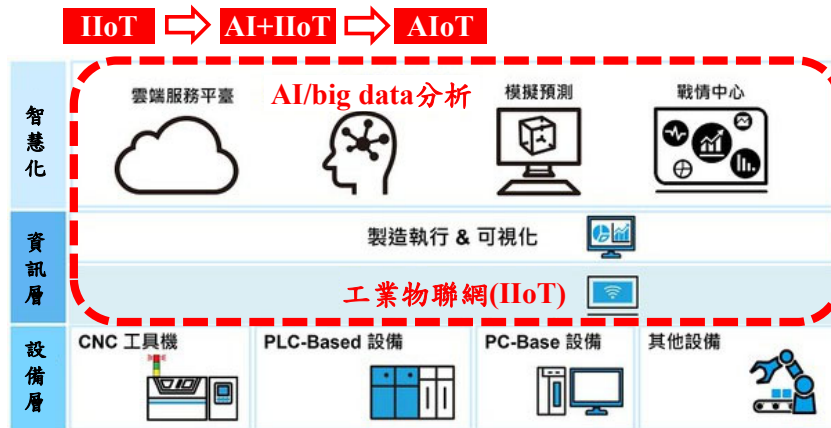 IIoT
AI+IIoT
AIoT
智慧化
雲端服務平臺
AI/big data分析
模擬預測
戰情中心
資訊層
製造執行 & 可視化
工業物聯網(IIoT)
設備層
CNC 工具機
PLC-Based 設備
PC-Base 設備
其他設備